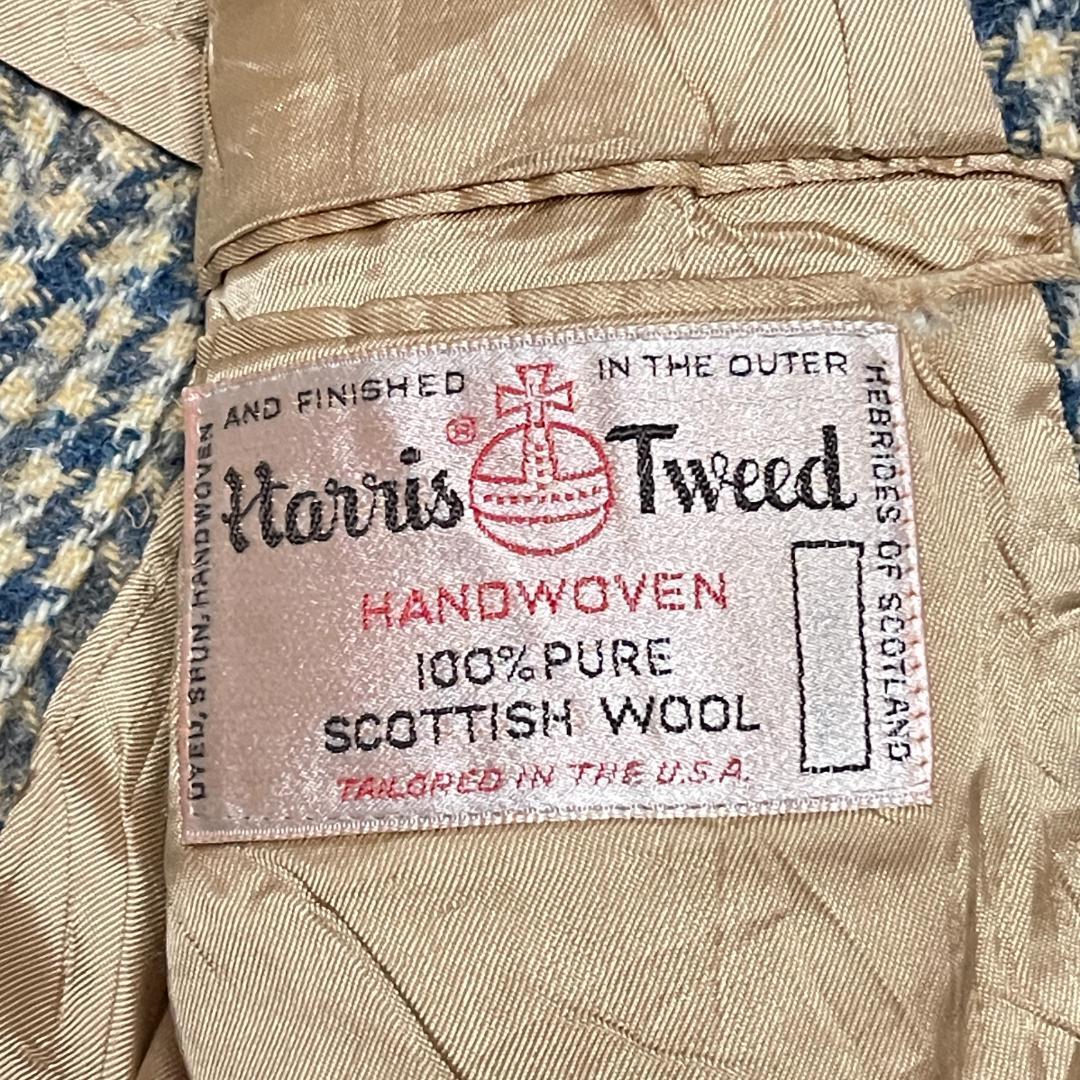 DYED, SPUN, HANDWOVEN
AND FINISHED
IN THE OUTER
HEBRIDES OF SCOTLAND
Harris ® Tweed
HANDWOVEN
100% PURE
SCOTTISH WOOL
TAILORED IN THE U.S.A.